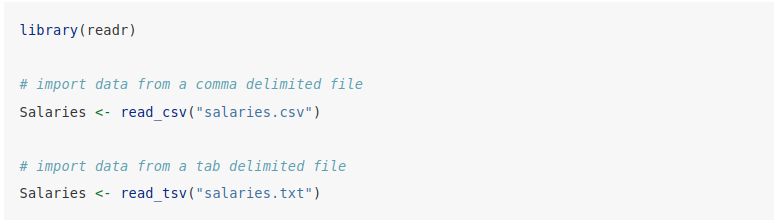 library(readr)
# import data from a comma delimited file
Salaries <- read_csv("salaries.csv")
# import data from a tab delimited file
Salaries <- read_tsv("salaries.txt")